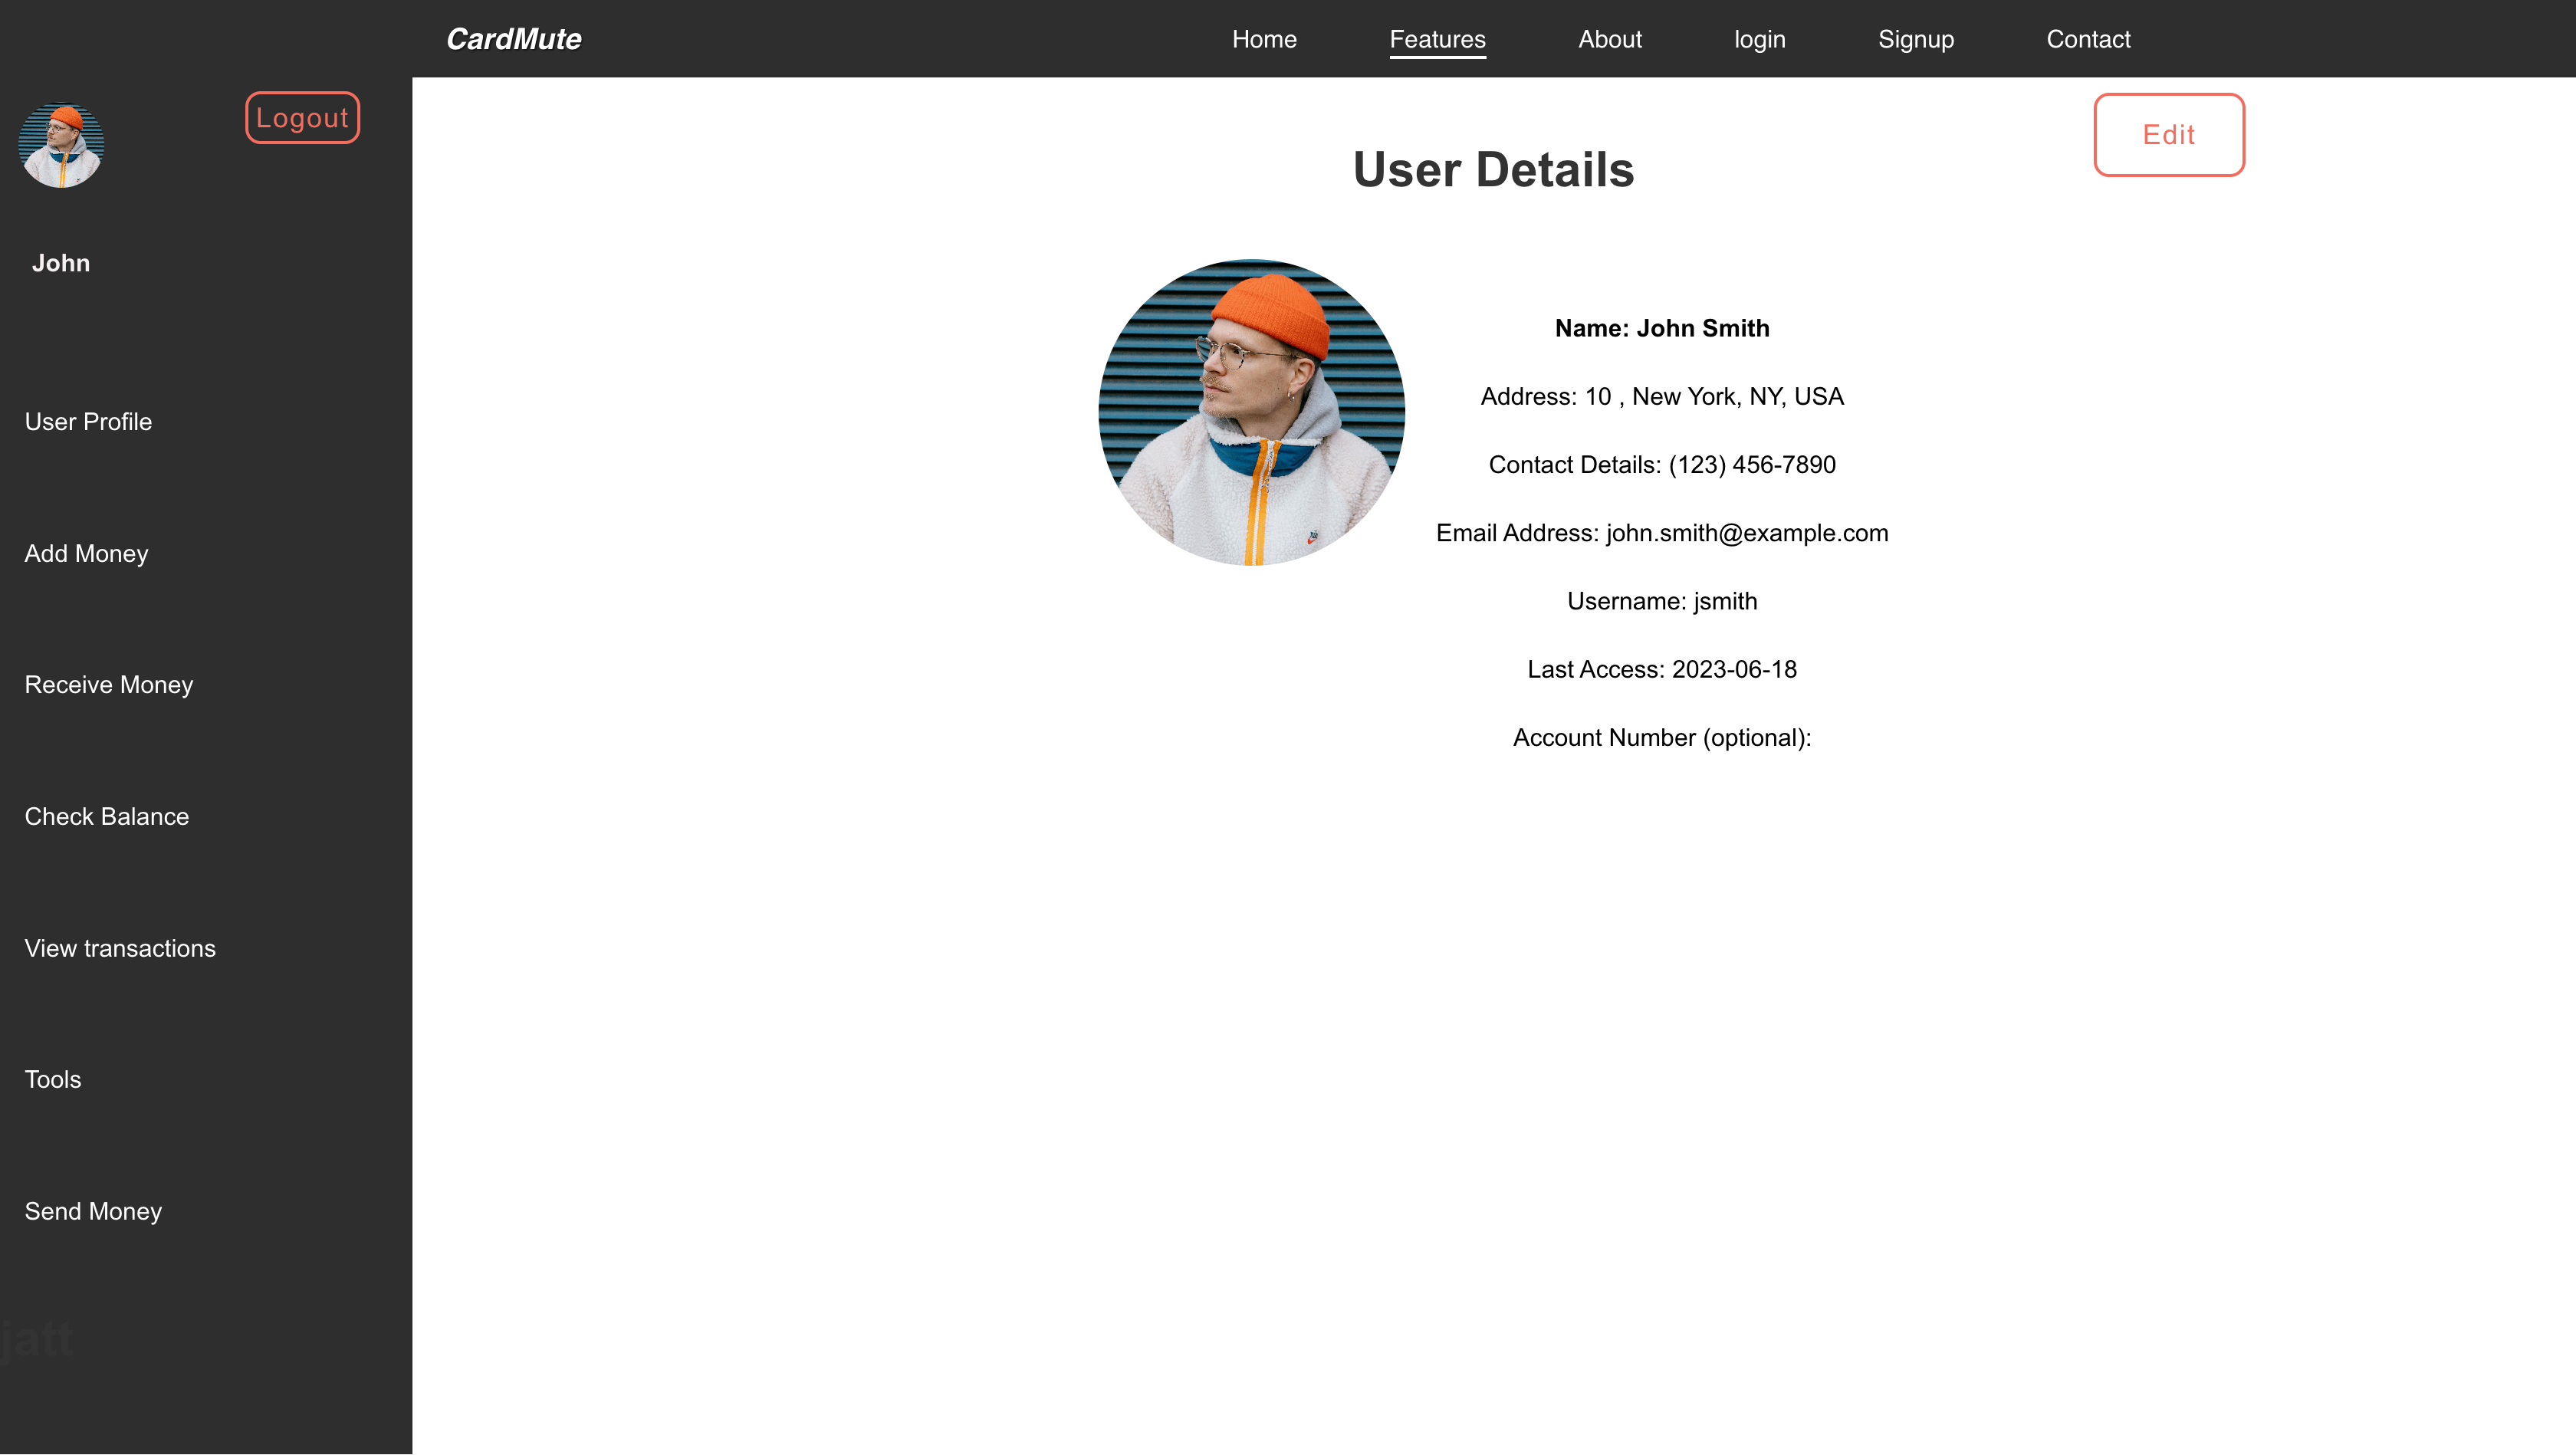 CardMute
Home Features About login Signup Contact
Logout
John
User Profile
Add Money
Receive Money
Check Balance
View transactions
Tools
Send Money
jatt
Edit
User Details
Name: John Smith
Address: 10 , New York, NY, USA
Contact Details: (123) 456-7890
Email Address: john.smith@example.com
Username: jsmith
Last Access: 2023-06-18
Account Number (optional):